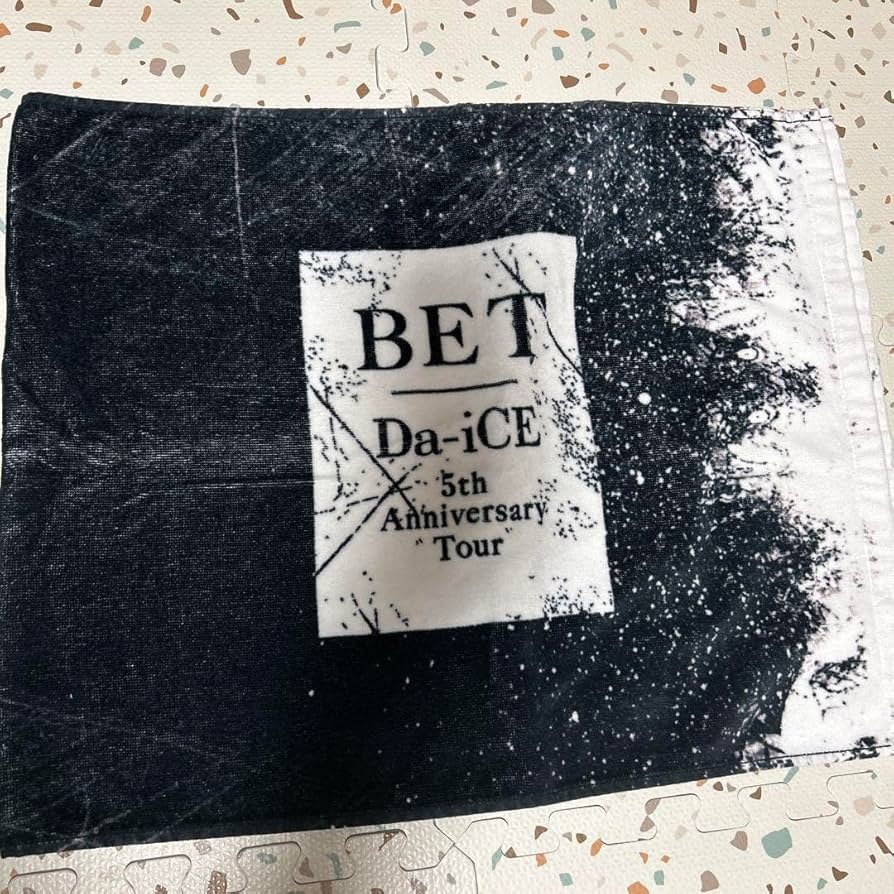 BET
Da-iCE
5th
Anniversary
"Tour"